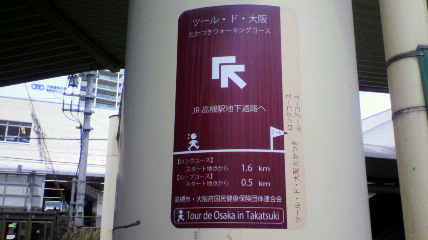 ツール・ド・大阪
たかつきウォーキングコース
JR高槻駅地下通路へ
【ロングコース】
スタート地点から 1.6 km
【ループコース】
スタート地点から 0.5 km
高槻市・大阪府国民健康保険団体連合会
Tour de Osaka in Takatsuki
ロングコース
ループコース
ツール・ド・大阪 たかつき